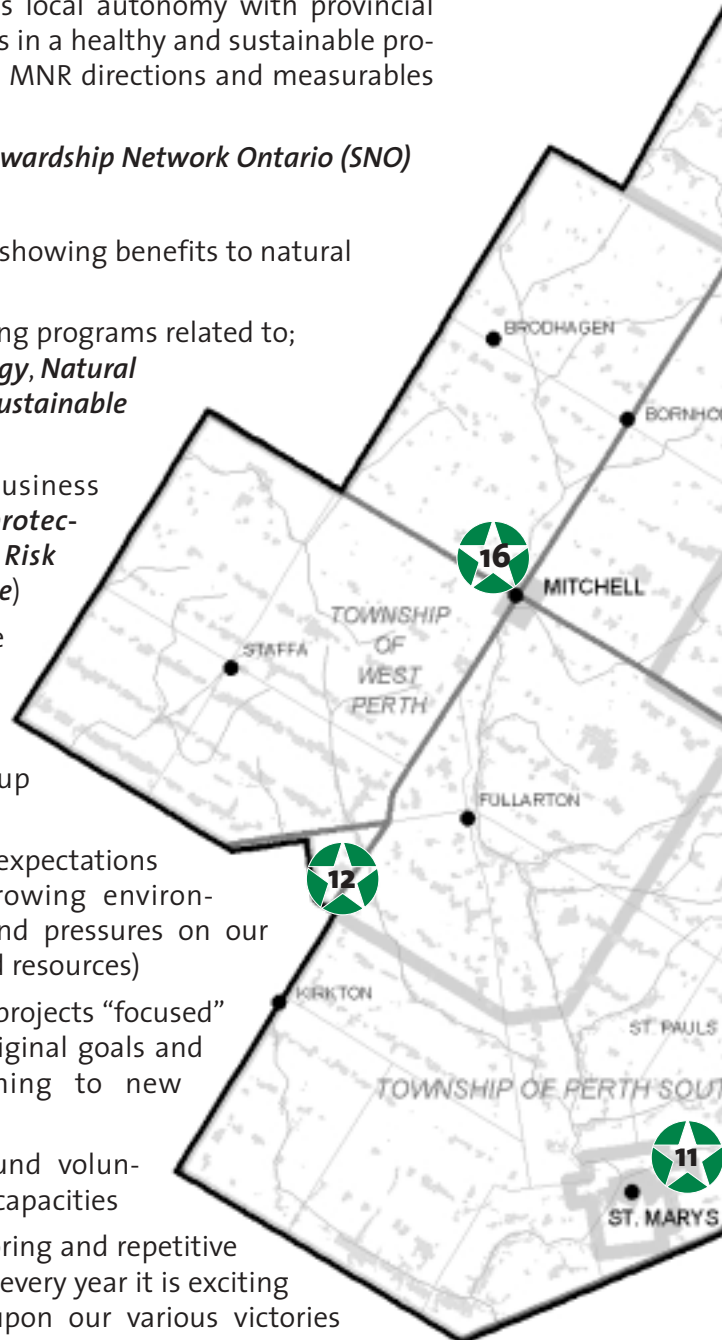 s local autonomy with provincial
s in a healthy and sustainable pro-
MNR directions and measurables
wardship Network Ontario (SNO)
showing benefits to natural
ng programs related to;
gy, Natural
ustainable
usiness
protec-
Risk
e)
e
up
expectations
rowing environ-
nd pressures on our
l resources)
projects “focused”
iginal goals and
ning to new
und volun-
capacities
ring and repetitive
every year it is exciting
upon our various victories
BRODHAGEN
BORNHO
16
MITCHELL
TOWNSHIP
OF
WEST
PERTH
STAFFA
FULLARTON
12
KIRKTON
ST. PAULS
TOWNSHIP OF PERTH SOUT
11
ST. MARYS